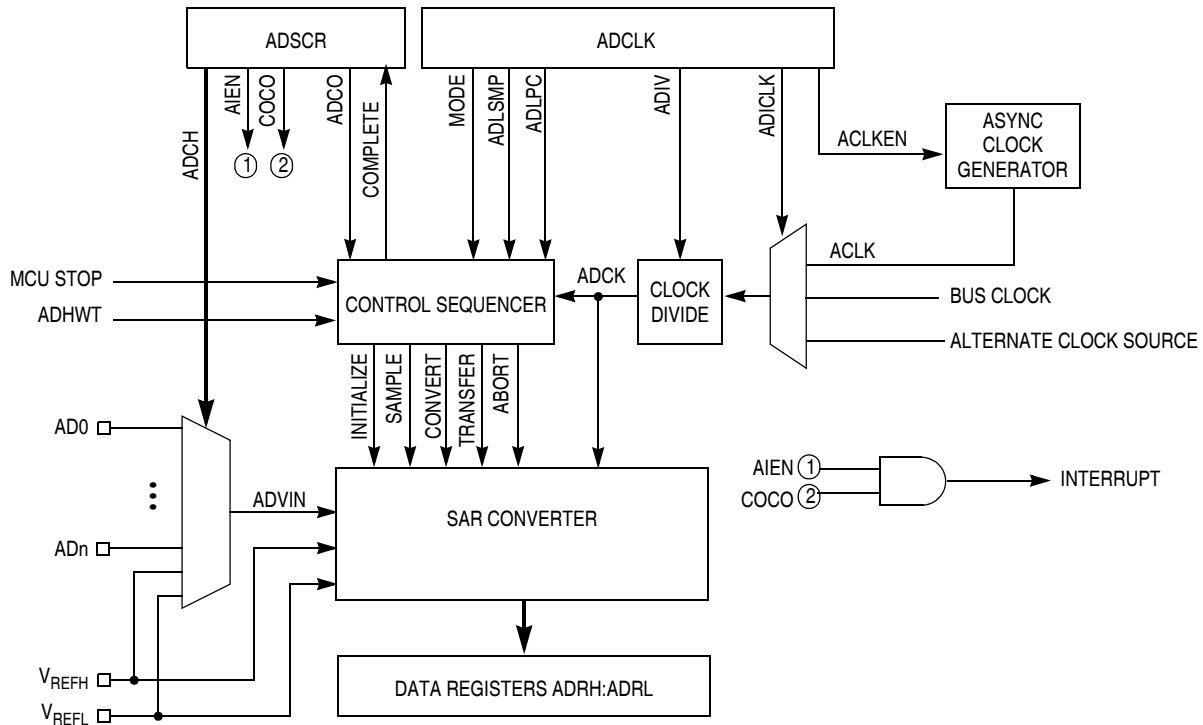 ADSCR
ADCLK
ADCH
AIEN
COCO
ADCO
COMPLETE
MODE
ADLSMP
ADLPC
ADIV
ADICLK
ACLKEN
ASYNC
CLOCK
GENERATOR
1
2
MCU STOP
ADHWT
CONTROL SEQUENCER
ADCK
CLOCK
DIVIDE
ACLK
BUS CLOCK
ALTERNATE CLOCK SOURCE
INITIALIZE
SAMPLE
CONVERT
TRANSFER
ABORT
AD0
•••
ADn
ADVIN
SAR CONVERTER
AIEN 1
COCO 2
INTERRUPT
VREFH
VREFL
DATA REGISTERS ADRH:ADRL